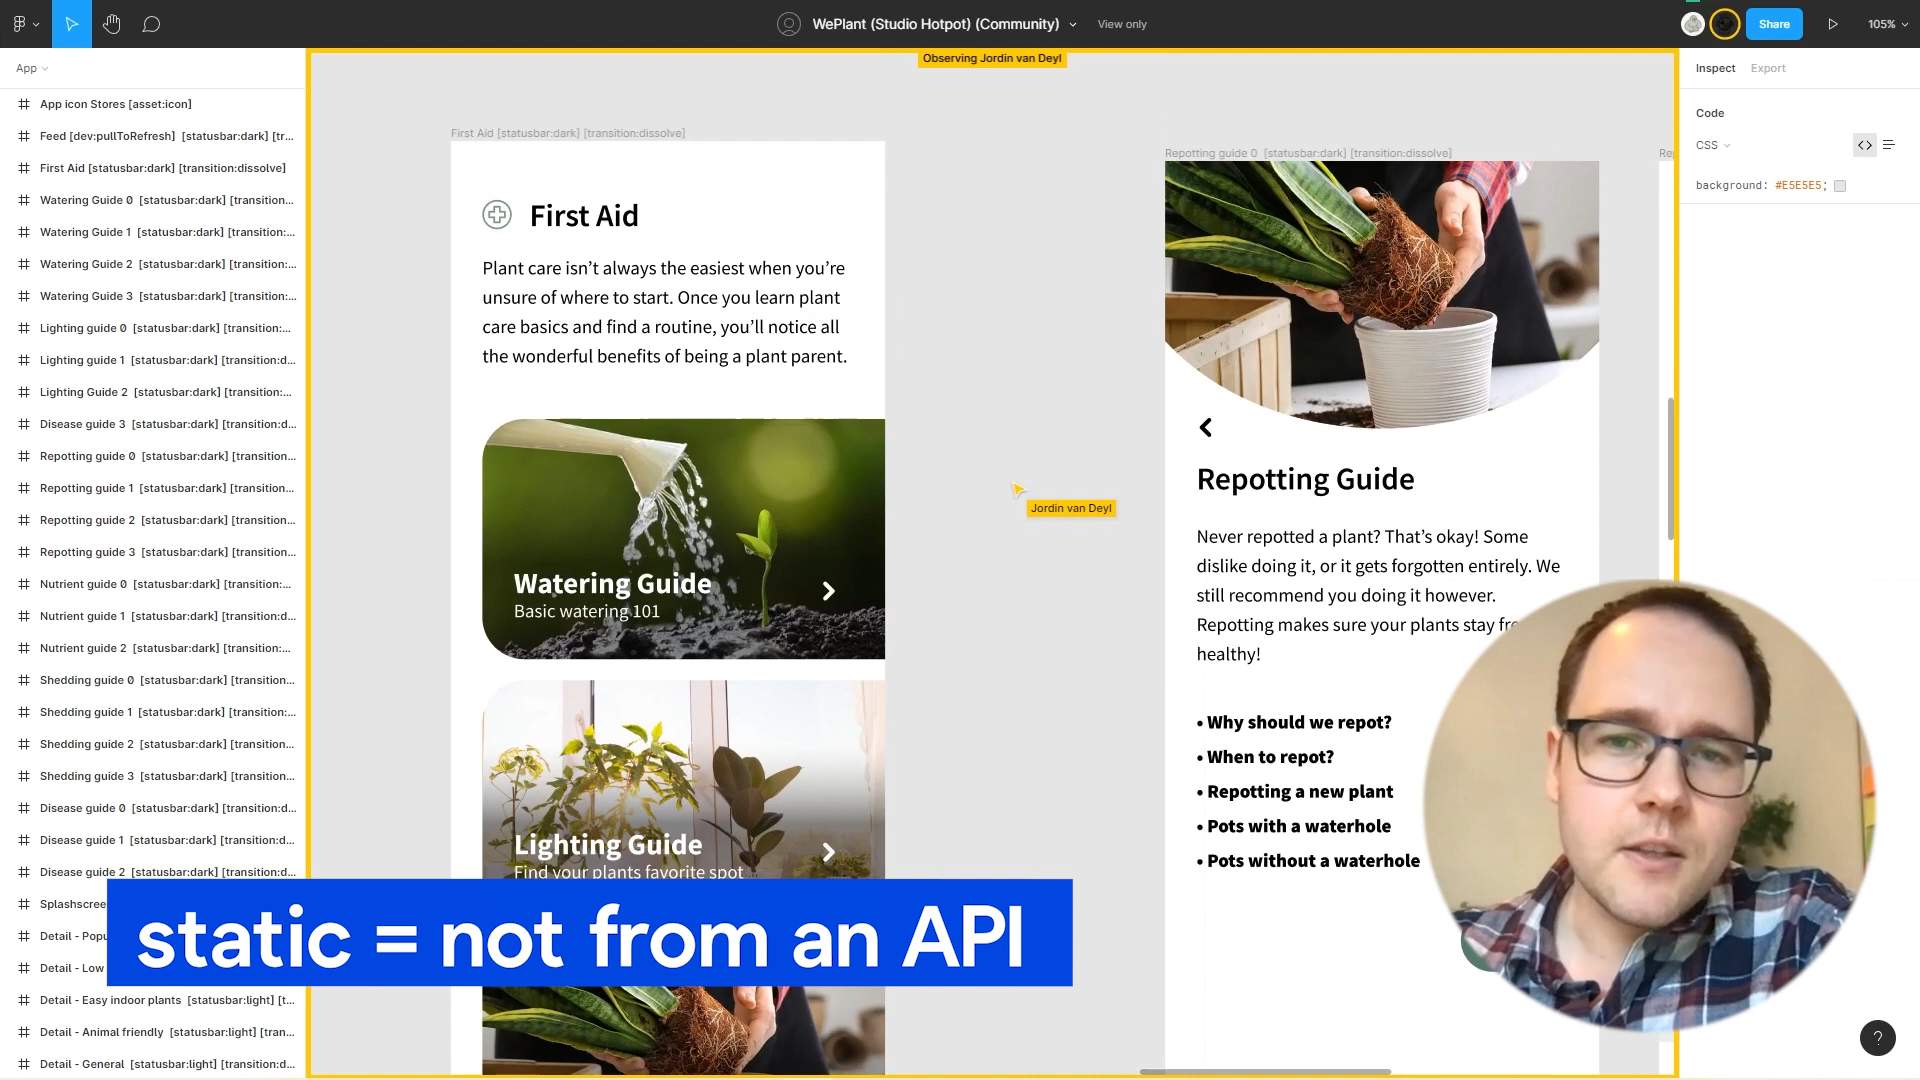 WePlant (Studio Hotpot) (Community)
View only
Share
105%
App
Observing Jordin van Deyl
Inspect
Export
App icon Stores [asset:icon]
Feed [dev:pullToRefresh] [statusbar:dark] [tr...
First Aid [statusbar:dark] [transition:dissolve]
Watering Guide 0 [statusbar:dark] [transition...
Watering Guide 1 [statusbar:dark] [transition:...
Watering Guide 2 [statusbar:dark] [transition...
Watering Guide 3 [statusbar:dark] [transition...
Lighting guide 0 [statusbar:dark] [transition:...
Lighting guide 1 [statusbar:dark] [transition:d...
Lighting Guide 2 [statusbar:dark] [transition:...
Disease guide 3 [statusbar:dark] [transition:d...
Repotting guide 0 [statusbar:dark] [transition...
Repotting guide 1 [statusbar:dark] [transition...
Repotting guide 2 [statusbar:dark] [transition...
Repotting guide 3 [statusbar:dark] [transition...
Nutrient guide 0 [statusbar:dark] [transition:...
Nutrient guide 1 [statusbar:dark] [transition:d...
Nutrient guide 2 [statusbar:dark] [transition:...
Shedding guide 0 [statusbar:dark] [transition...
Shedding guide 1 [statusbar:dark] [transition:...
Shedding guide 2 [statusbar:dark] [transition...
Shedding guide 3 [statusbar:dark] [transition...
Disease guide 0 [statusbar:dark] [transition:d...
Disease guide 1 [statusbar:dark] [transition:d...
Disease guide 2 [statusbar:dark] [transition:d...
Splashscree
Detail - Popu
Detail - Low
Detail - Easy indoor plants [statusbar:light] [t...
Detail - Animal friendly [statusbar:light] [tran...
Detail - General [statusbar:light] [transition:d...
First Aid [statusbar:dark] [transition:dissolve]
First Aid
Plant care isn’t always the easiest when you’re
unsure of where to start. Once you learn plant
care basics and find a routine, you’ll notice all
the wonderful benefits of being a plant parent.
Watering Guide
Basic watering 101
Lighting Guide
Find your plants favorite spot
Jordin van Deyl
Repotting guide 0 [statusbar:dark] [transition:dissolve]
Rep
Repotting Guide
Never repotted a plant? That’s okay! Some
dislike doing it, or it gets forgotten entirely. We
still recommend you doing it however.
Repotting makes sure your plants stay fre
healthy!
• Why should we repot?
• When to repot?
• Repotting a new plant
• Pots with a waterhole
• Pots without a waterhole
Code
CSS
background: #E5E5E5;
static = not from an API
?